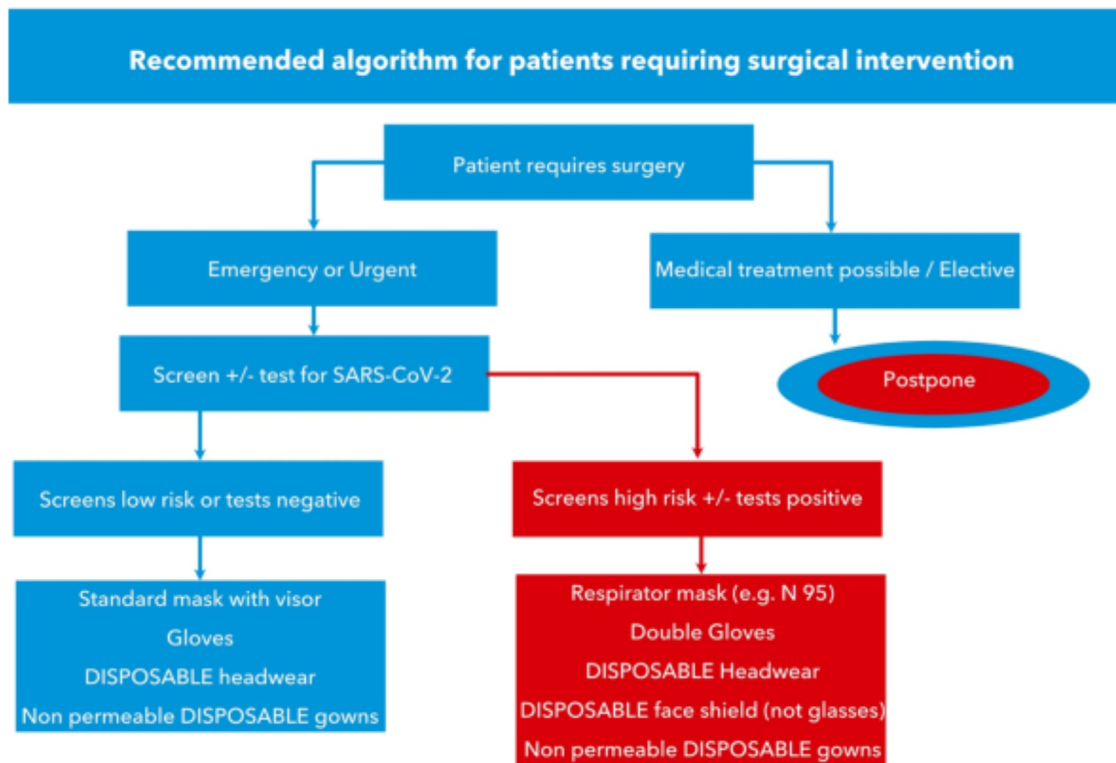 Recommended algorithm for patients requiring surgical intervention
Patient requires surgery
Emergency or Urgent
Medical treatment possible / Elective
Screen +/- test for SARS-CoV-2
Postpone
Screens low risk or tests negative
Screens high risk +/- tests positive
Standard mask with visor
Gloves
DISPOSABLE headwear
Non permeable DISPOSABLE gowns
Respirator mask (e.g. N 95)
Double Gloves
DISPOSABLE Headwear
DISPOSABLE face shield (not glasses)
Non permeable DISPOSABLE gowns